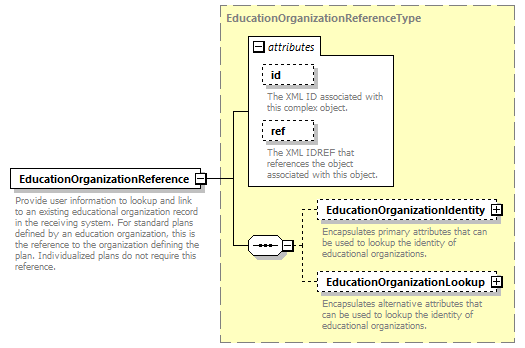 EducationOrganizationReferenceType
attributes
id
The XML ID associated with
this complex object.
ref
The XML IDREF that
references the object
associated with this object.
EducationOrganizationReference
Provide user information to lookup and link
to an existing educational organization record
in the receiving system. For standard plans
defined by an education organization, this is
the reference to the organization defining the
plan. Individualized plans do not require this
reference.
EducationOrganizationIdentity
Encapsulates primary attributes that can
be used to lookup the identity of
educational organizations.
EducationOrganizationLookup
Encapsulates alternative attributes that
can be used to lookup the identity of
educational organizations.